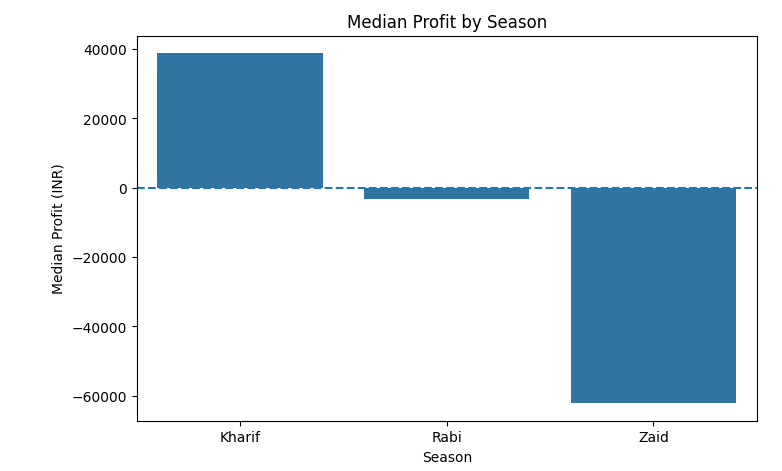 Median Profit by Season
Median Profit (INR)
40000
20000
0
−20000
−40000
−60000
Kharif
Rabi
Zaid
Season